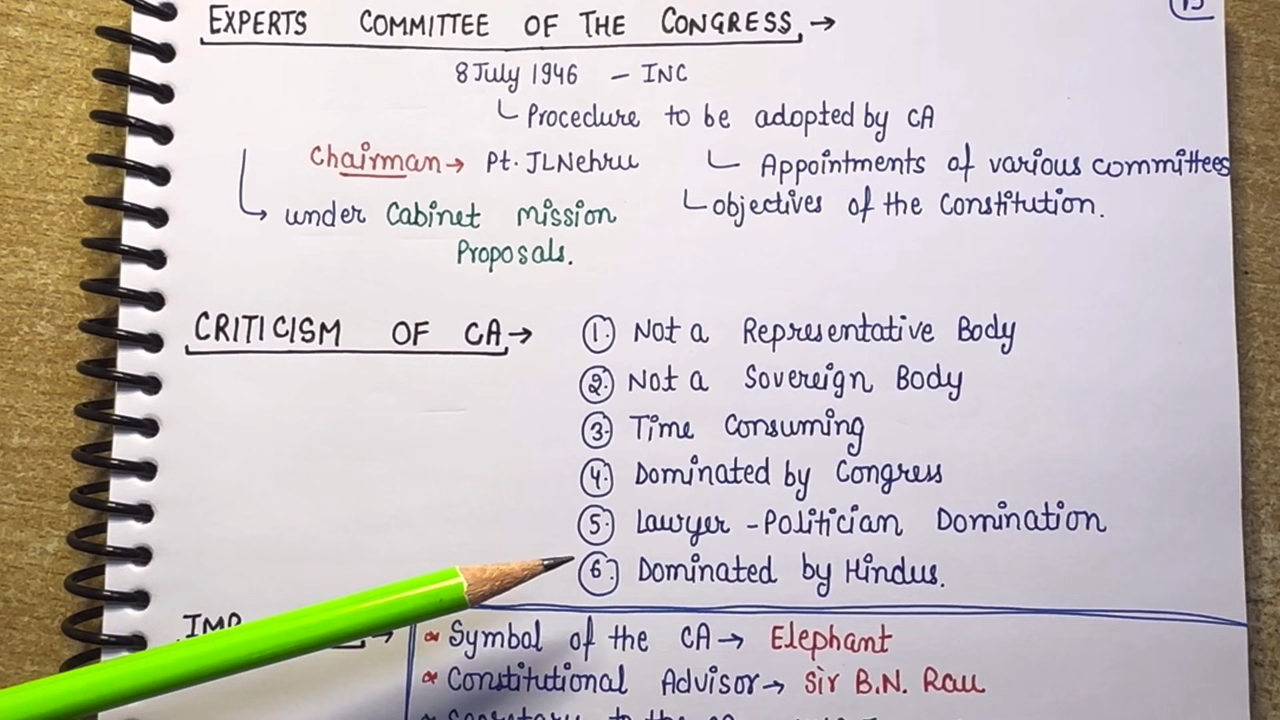 EXPERTS COMMITTEE OF THE CONGRESS →
8 July 1946 - INC
Procedure to be adopted by CA
Chairman → Pt. JLNehru
Appointments of various committees
under Cabinet Mission Proposals.
objectives of the Constitution.
CRITICISM OF CA →
① Not a Representative Body
② Not a Sovereign Body
③ Time Consuming
④ Dominated by Congress
⑤ Lawyer - Politician Domination
⑥ Dominated by Hindus.
IMP
Symbol of the CA → Elephant
Constitutional Advisor → Sir B.N. Rau